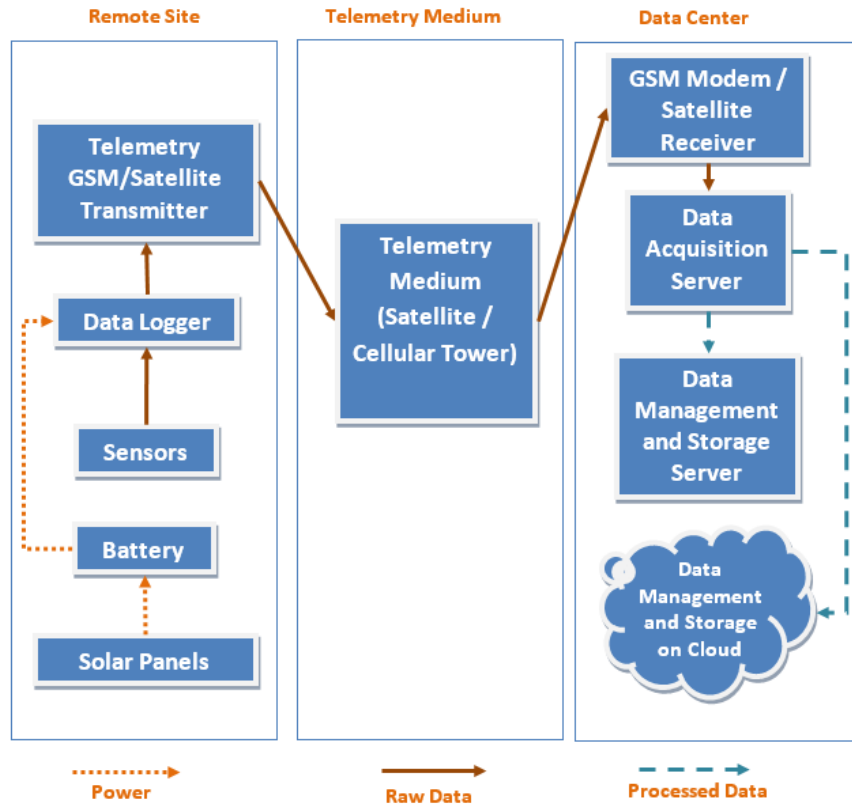 Remote Site
Telemetry Medium
Data Center
Telemetry
GSM/Satellite
Transmitter
Data Logger
Sensors
Battery
Solar Panels
Telemetry
Medium
(Satellite /
Cellular Tower)
GSM Modem /
Satellite
Receiver
Data
Acquisition
Server
Data
Management
and Storage
Server
Data
Management
and Storage
on Cloud
Power
Raw Data
Processed Data